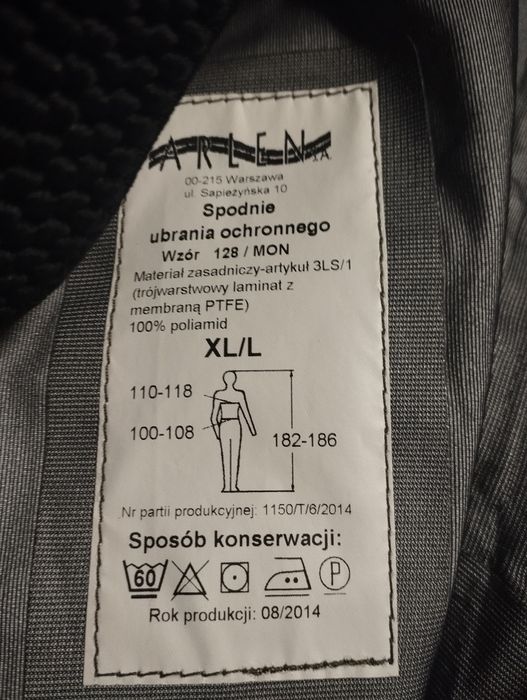 ARLEN S.A.
00-215 Warszawa
ul. Sapieżyńska 10
Spodnie
ubrania ochronnego
Wzór 128 / MON
Materiał zasadniczy-artykuł 3LS/1
(trójwarstwowy laminat z
membraną PTFE)
100% poliamid
XL/L
110-118
100-108
182-186
Nr partii produkcyjnej: 1150/T/6/2014
Sposób konserwacji:
60 P
Rok produkcji: 08/2014